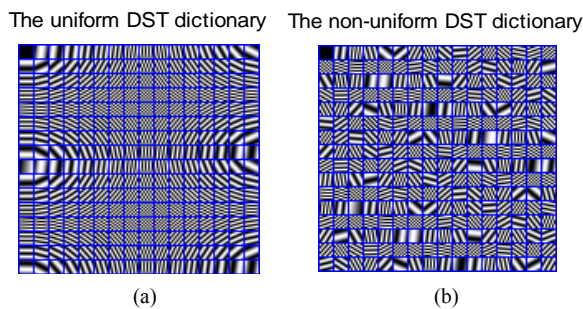 The uniform DST dictionary
The non-uniform DST dictionary
(a)
(b)